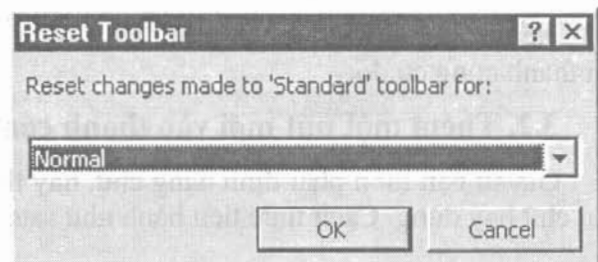 Reset Toolbar
Reset changes made to 'Standard' toolbar for:
Normal
OK
Cancel